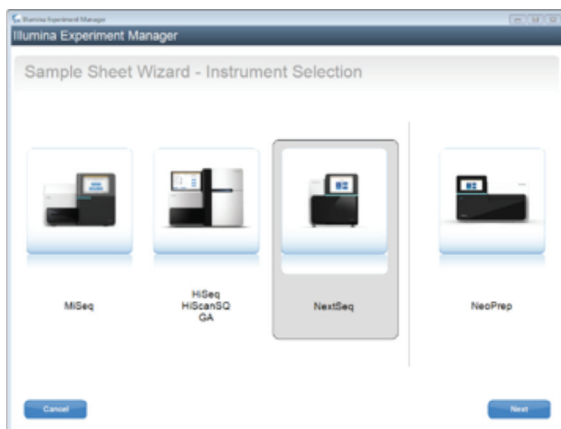 Illumina Experiment Manager
Illumina Experiment Manager
Sample Sheet Wizard - Instrument Selection
MiSeq
HiSeq
HiScanSQ
GA
NextSeq
NeoPrep
Cancel
Next